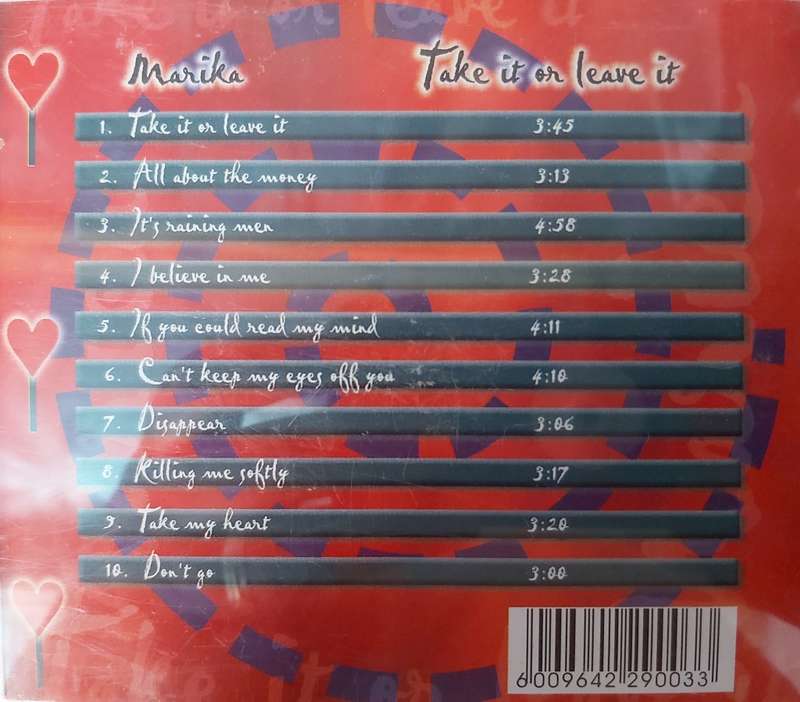 Marika Take it or leave it
1. Take it or leave it 3:45
2. All about the money 3:13
3. It's raining men 4:58
4. I believe in me 3:28
5. If you could read my mind 4:11
6. Can't keep my eyes off you 4:10
7. Disappear 3:06
8. Killing me softly 3:17
9. Take my heart 3:20
10. Don't go 3:00
6 009642 290033